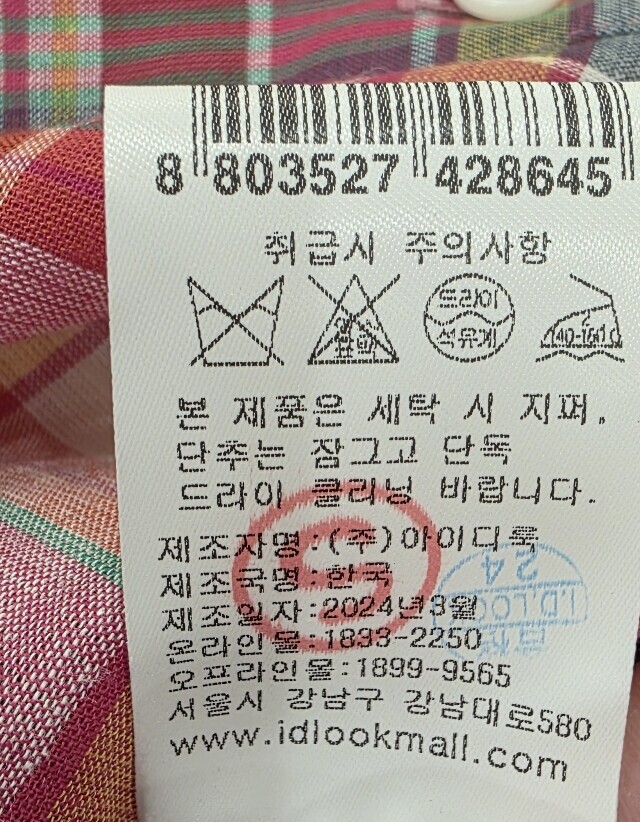 8 803527 428645
취급시 주의사항
드라이
석유계
140-160℃
본 제품은 세탁 시 지퍼,
단추는 잠그고 단독
드라이 클리닝 바랍니다.
제조자명:(주)아이디룩
제조국명:한국
제조일자:2024년3월
온라인몰:1833-2250
오프라인몰:1899-9565
서울시 강남구 강남대로580
www.idlookmall.com
24
I.D.LOOK